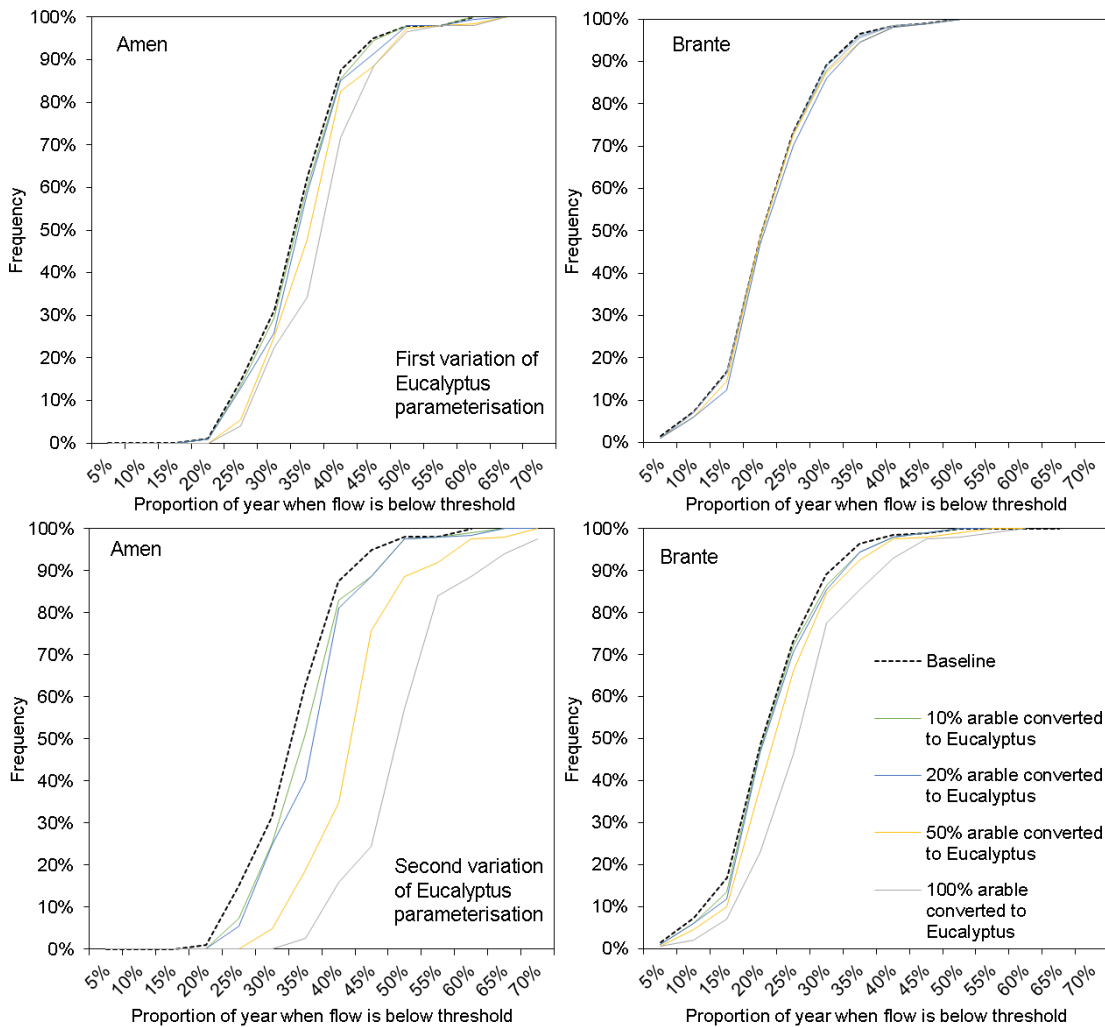 Amen
100%
90%
80%
70%
60%
50%
40%
30%
20%
10%
0%
Frequency
First variation of
Eucalyptus
parameterisation
5% 10% 15% 20% 25% 30% 35% 40% 45% 50% 55% 60% 65% 70%
Proportion of year when flow is below threshold
Brante
100%
90%
80%
70%
60%
50%
40%
30%
20%
10%
0%
Frequency
5% 10% 15% 20% 25% 30% 35% 40% 45% 50% 55% 60% 65% 70%
Proportion of year when flow is below threshold
Amen
100%
90%
80%
70%
60%
50%
40%
30%
20%
10%
0%
Frequency
Second variation
of Eucalyptus
parameterisation
5% 10% 15% 20% 25% 30% 35% 40% 45% 50% 55% 60% 65% 70%
Proportion of year when flow is below threshold
Brante
100%
90%
80%
70%
60%
50%
40%
30%
20%
10%
0%
Frequency
Baseline
10% arable converted
to Eucalyptus
20% arable converted
to Eucalyptus
50% arable converted
to Eucalyptus
100% arable
converted to
Eucalyptus
5% 10% 15% 20% 25% 30% 35% 40% 45% 50% 55% 60% 65% 70%
Proportion of year when flow is below threshold